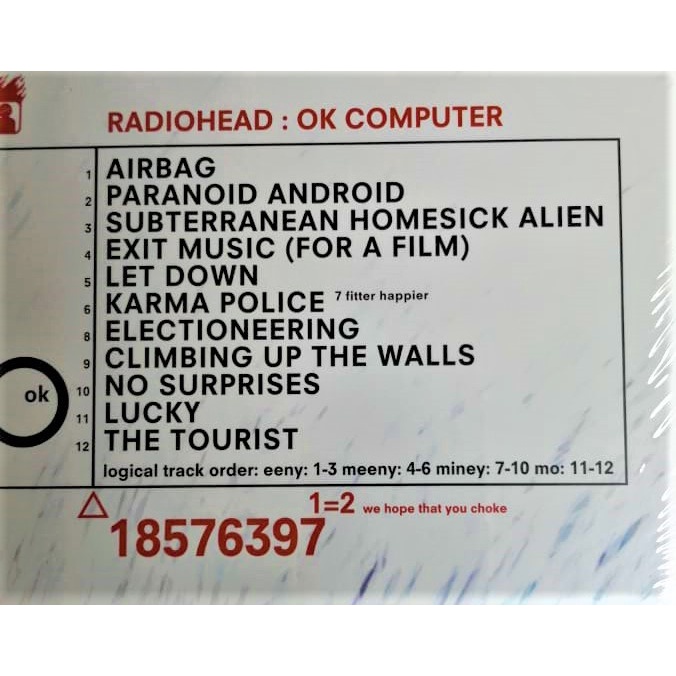 RADIOHEAD : OK COMPUTER
1 AIRBAG
2 PARANOID ANDROID
3 SUBTERRANEAN HOMESICK ALIEN
4 EXIT MUSIC (FOR A FILM)
5 LET DOWN
6 KARMA POLICE 7 fitter happier
8 ELECTIONEERING
9 CLIMBING UP THE WALLS
ok
10 NO SURPRISES
11 LUCKY
12 THE TOURIST
logical track order: eeny: 1-3 meeny: 4-6 miney: 7-10 mo: 11-12
1=2 we hope that you choke
18576397